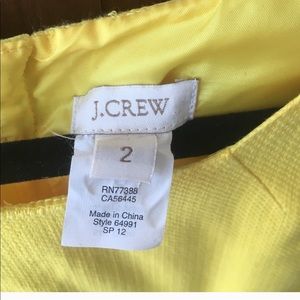 J.CREW
2
RN77388
CA56445
Made in China
Style 64991
SP 12